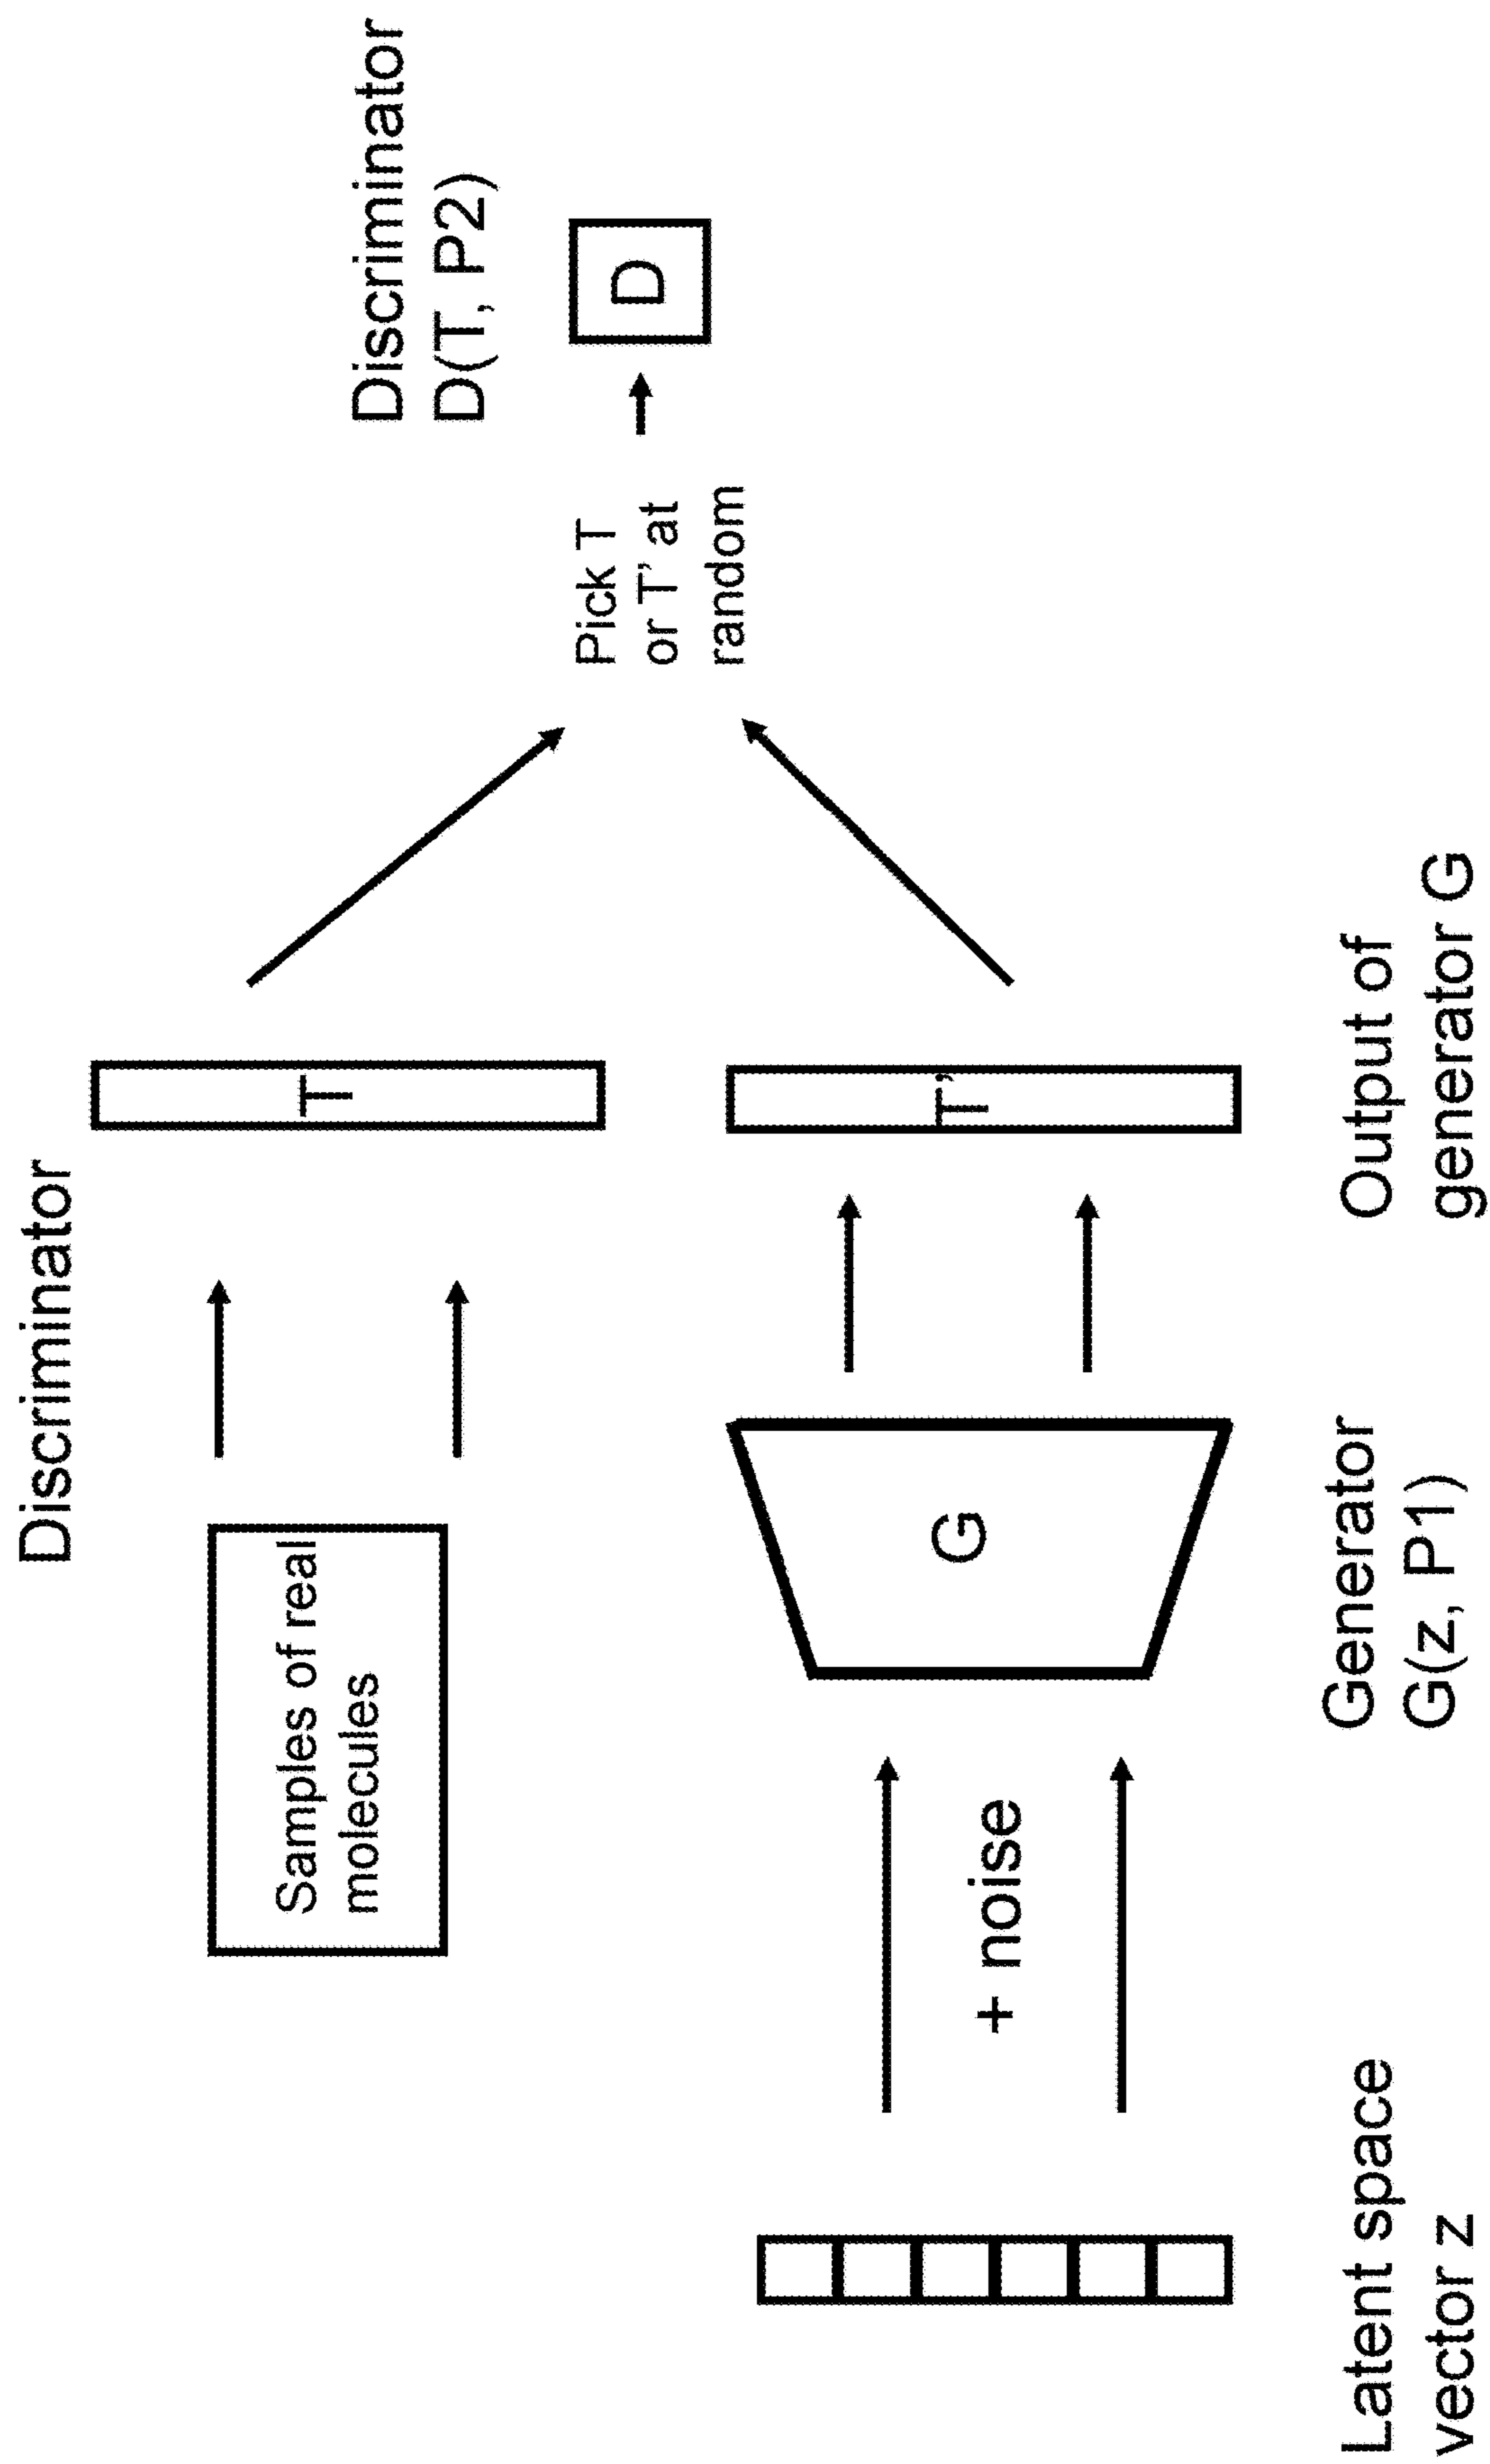 Discriminator
Samples of real
molecules
T
Discriminator
D(T, P2)
Pick T
or T' at
random
D
+ noise
G
T'
Latent space
vector z
Generator
G(z, P1)
Output of
generator G